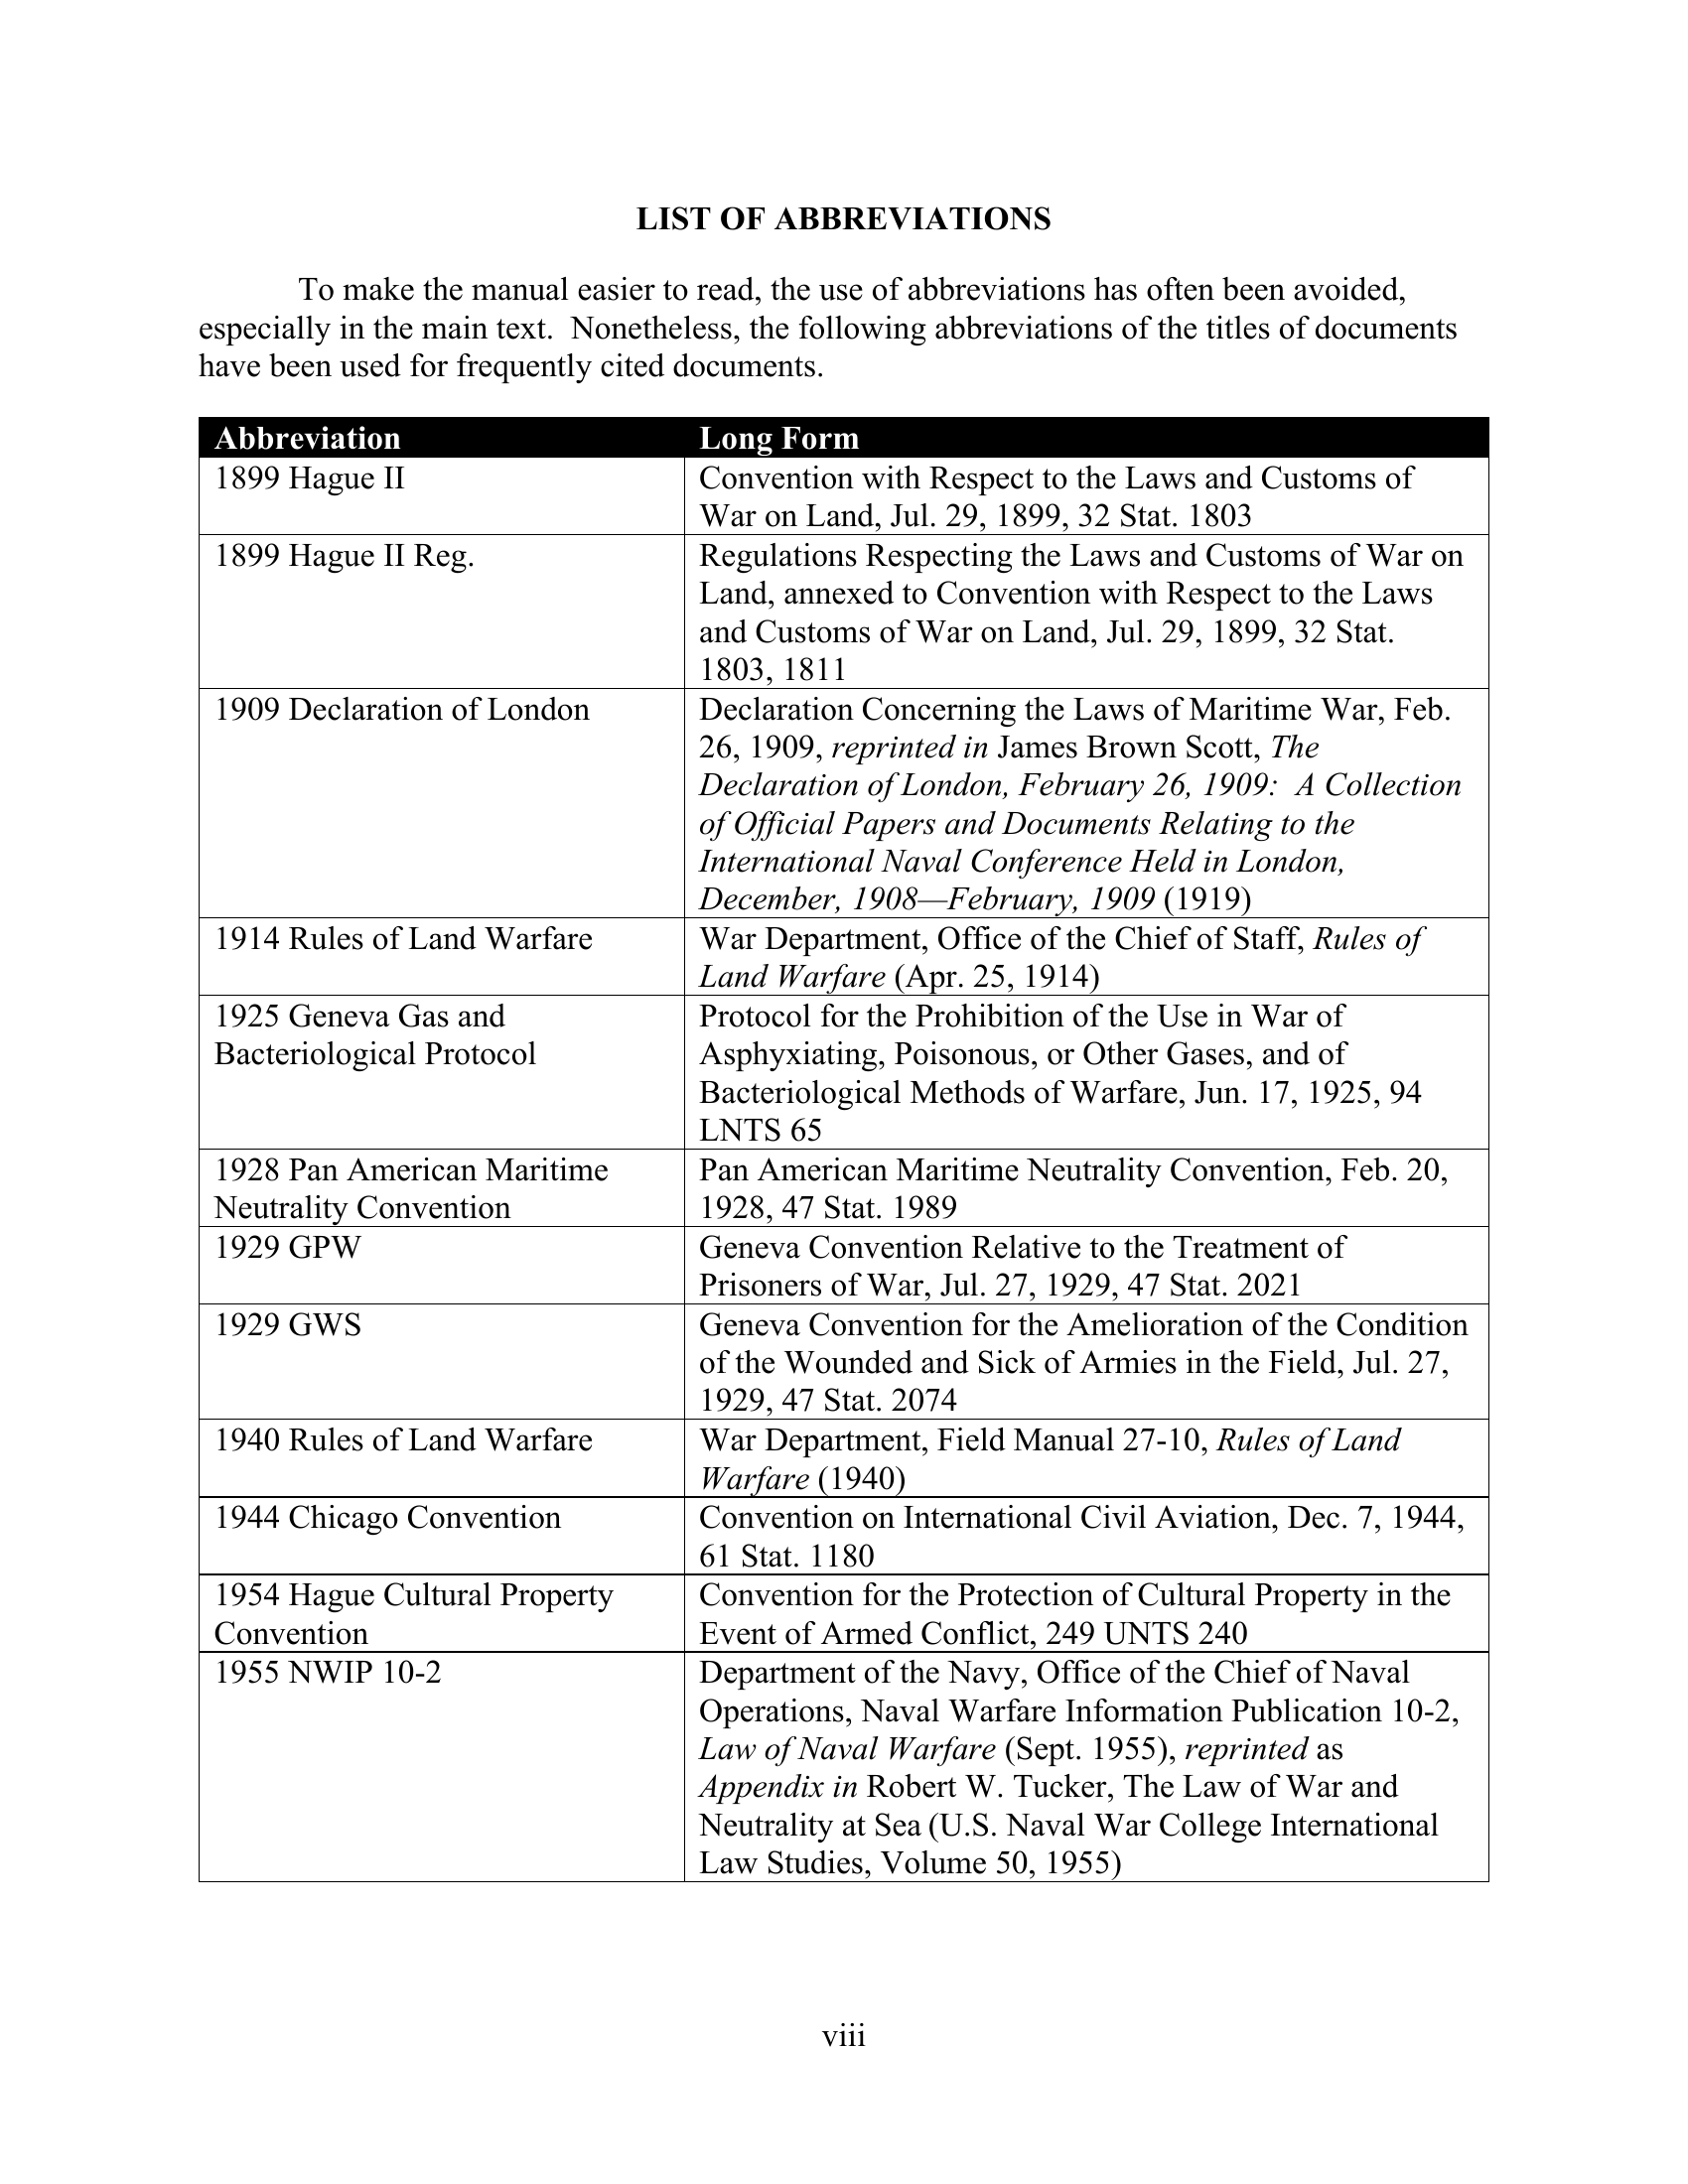 LIST OF ABBREVIATIONS
To make the manual easier to read, the use of abbreviations has often been avoided,
especially in the main text.  Nonetheless, the following abbreviations of the titles of documents
have been used for frequently cited documents.
Abbreviation
Long Form
1899 Hague II
Convention with Respect to the Laws and Customs of
War on Land, Jul. 29, 1899, 32 Stat. 1803
1899 Hague II Reg.
Regulations Respecting the Laws and Customs of War on
Land, annexed to Convention with Respect to the Laws
and Customs of War on Land, Jul. 29, 1899, 32 Stat.
1803, 1811
1909 Declaration of London
Declaration Concerning the Laws of Maritime War, Feb.
26, 1909, reprinted in James Brown Scott, The
Declaration of London, February 26, 1909:  A Collection
of Official Papers and Documents Relating to the
International Naval Conference Held in London,
December, 1908—February, 1909 (1919)
1914 Rules of Land Warfare
War Department, Office of the Chief of Staff, Rules of
Land Warfare (Apr. 25, 1914)
1925 Geneva Gas and
Bacteriological Protocol
Protocol for the Prohibition of the Use in War of
Asphyxiating, Poisonous, or Other Gases, and of
Bacteriological Methods of Warfare, Jun. 17, 1925, 94
LNTS 65
1928 Pan American Maritime
Neutrality Convention
Pan American Maritime Neutrality Convention, Feb. 20,
1928, 47 Stat. 1989
1929 GPW
Geneva Convention Relative to the Treatment of
Prisoners of War, Jul. 27, 1929, 47 Stat. 2021
1929 GWS
Geneva Convention for the Amelioration of the Condition
of the Wounded and Sick of Armies in the Field, Jul. 27,
1929, 47 Stat. 2074
1940 Rules of Land Warfare
War Department, Field Manual 27-10, Rules of Land
Warfare (1940)
1944 Chicago Convention
Convention on International Civil Aviation, Dec. 7, 1944,
61 Stat. 1180
1954 Hague Cultural Property
Convention
Convention for the Protection of Cultural Property in the
Event of Armed Conflict, 249 UNTS 240
1955 NWIP 10-2
Department of the Navy, Office of the Chief of Naval
Operations, Naval Warfare Information Publication 10-2,
Law of Naval Warfare (Sept. 1955), reprinted as
Appendix in Robert W. Tucker, The Law of War and
Neutrality at Sea (U.S. Naval War College International
Law Studies, Volume 50, 1955)
viii